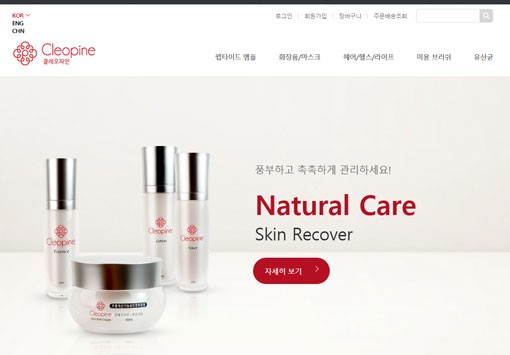 KOR
ENG
CHN
로그인
회원가입
장바구니
주문배송조회
Cleopine
클레오파인
펩타이드 앰플
화장품/마스크
헤어/헬스/라이프
미용 브러쉬
유산균
풍부하고 촉촉하게 관리하세요!
Natural Care
Skin Recover
자세히 보기
Cleopine
Essence
Cleopine
Cleopine
Cleopine